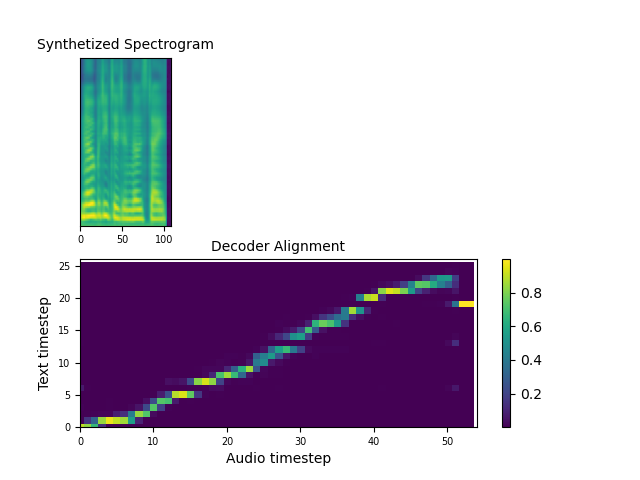 Synthetized Spectrogram
0 50 100
Decoder Alignment
25
20
15
10
5
0
Text timestep
0 10 20 30 40 50
Audio timestep
0.8
0.6
0.4
0.2